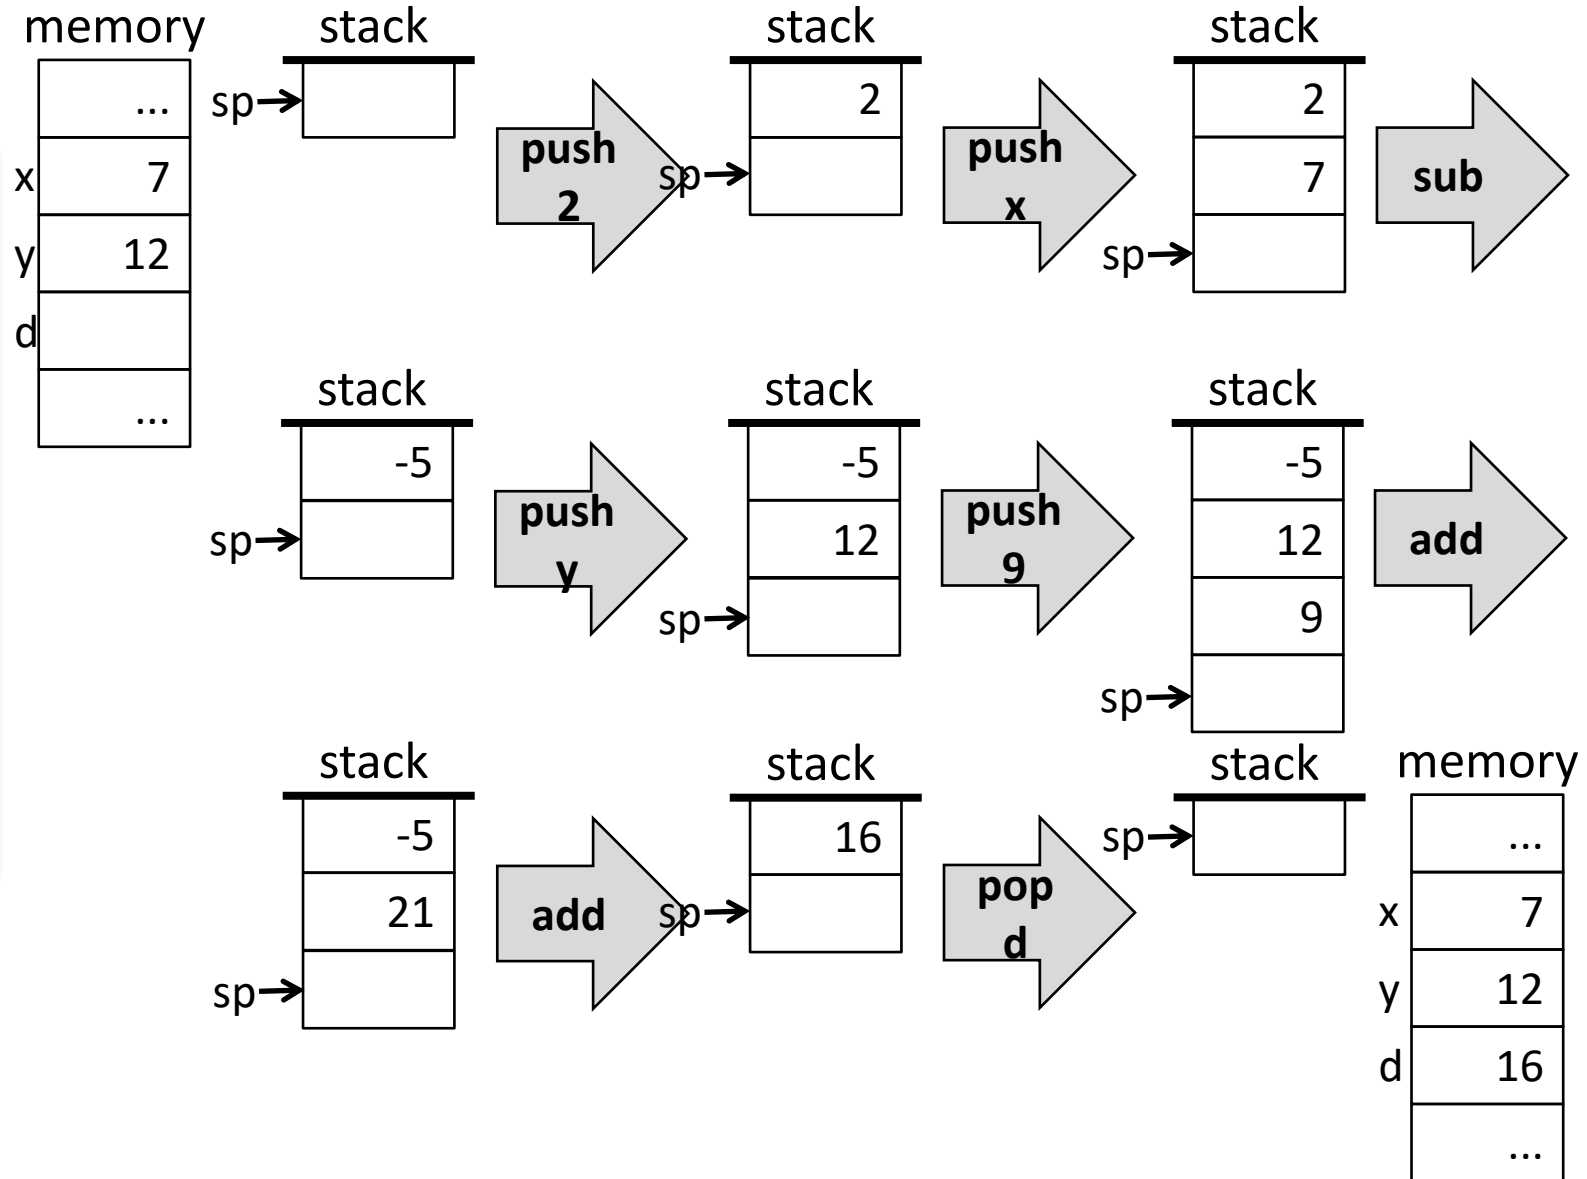 memory
stack
stack
stack
...
sp
2
2
x
7
push
2
sp
push
x
7
sub
y
12
sp
d
...
stack
stack
stack
-5
-5
-5
sp
push
y
12
push
9
12
add
sp
9
sp
stack
stack
stack
memory
-5
16
sp
...
21
add
sp
pop
d
x
7
sp
y
12
d
16
...